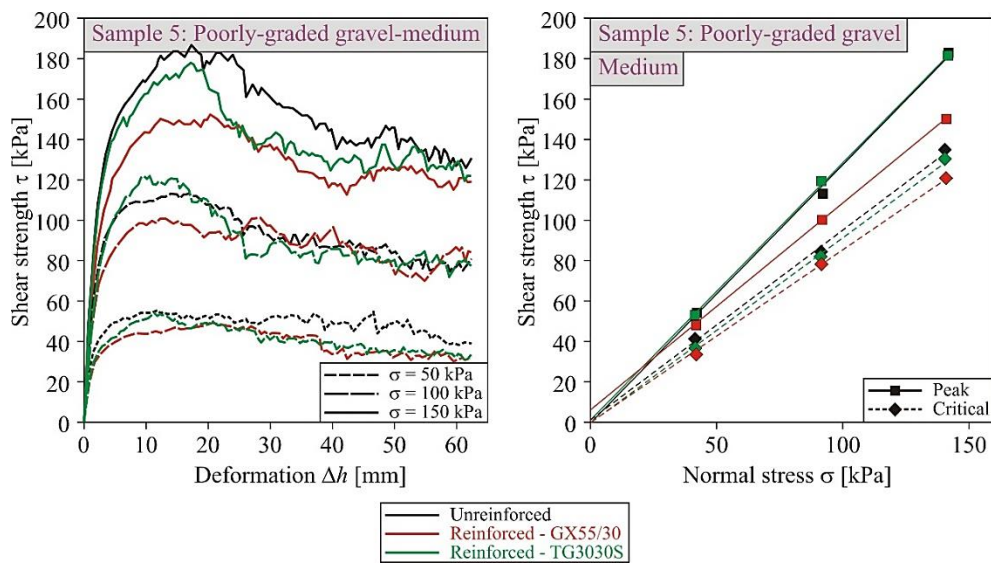 Sample 5: Poorly-graded gravel-medium
Shear strength τ [kPa]
200
180
160
140
120
100
80
60
40
20
0
σ = 50 kPa
σ = 100 kPa
σ = 150 kPa
0 10 20 30 40 50 60
Deformation Δh [mm]
Sample 5: Poorly-graded gravel
Medium
Shear strength τ [kPa]
200
180
160
140
120
100
80
60
40
20
0
Peak
Critical
0 50 100 150
Normal stress σ [kPa]
Unreinforced
Reinforced - GX55/30
Reinforced - TG3030S